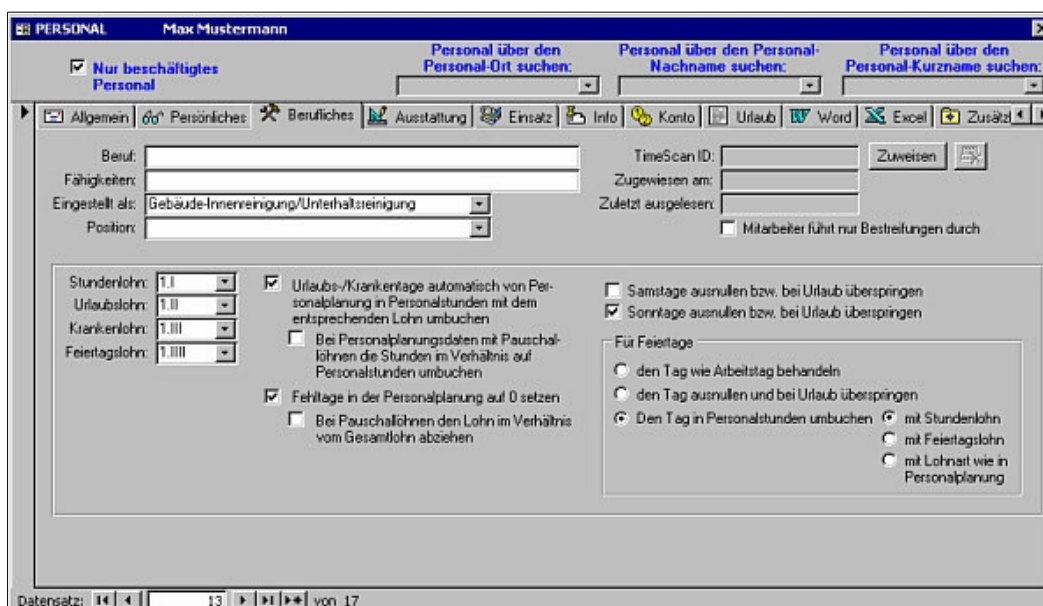 PERSONAL Max Mustermann
Nur beschäftigtes
Personal
Personal über den
Personal-Ort suchen:
Personal über den Personal-
Nachname suchen:
Personal über den
Personal-Kurzname suchen:
Allgemein Persönliches Berufliches Ausstattung Einsatz Info Konto Urlaub Word Excel Zusätzl
Beruf:
Fähigkeiten:
Eingestellt als: Gebäude-Innenreinigung/Unterhaltsreinigung
Position:
TimeScan ID: Zuweisen
Zugewiesen am:
Zuletzt ausgelesen:
Mitarbeiter führt nur Bestreifungen durch
Stundenlohn: 1.I
Urlaubslohn: 1.II
Krankenlohn: 1.III
Feiertagslohn: 1.IIII
Urlaubs-/Krankentage automatisch von Per-
sonalplanung in Personalstunden mit dem
entsprechenden Lohn umbuchen
Bei Personalplanungsdaten mit Pauschal-
löhnen die Stunden im Verhältnis auf
Personalstunden umbuchen
Fehltage in der Personalplanung auf 0 setzen
Bei Pauschallöhnen den Lohn im Verhältnis
vom Gesamtlohn abziehen
Samstage ausnullen bzw. bei Urlaub überspringen
Sonntage ausnullen bzw. bei Urlaub überspringen
Für Feiertage
den Tag wie Arbeitstag behandeln
den Tag ausnullen und bei Urlaub überspringen
Den Tag in Personalstunden umbuchen
mit Stundenlohn
mit Feiertagslohn
mit Lohnart wie in
Personalplanung
Datensatz: 13 von 17